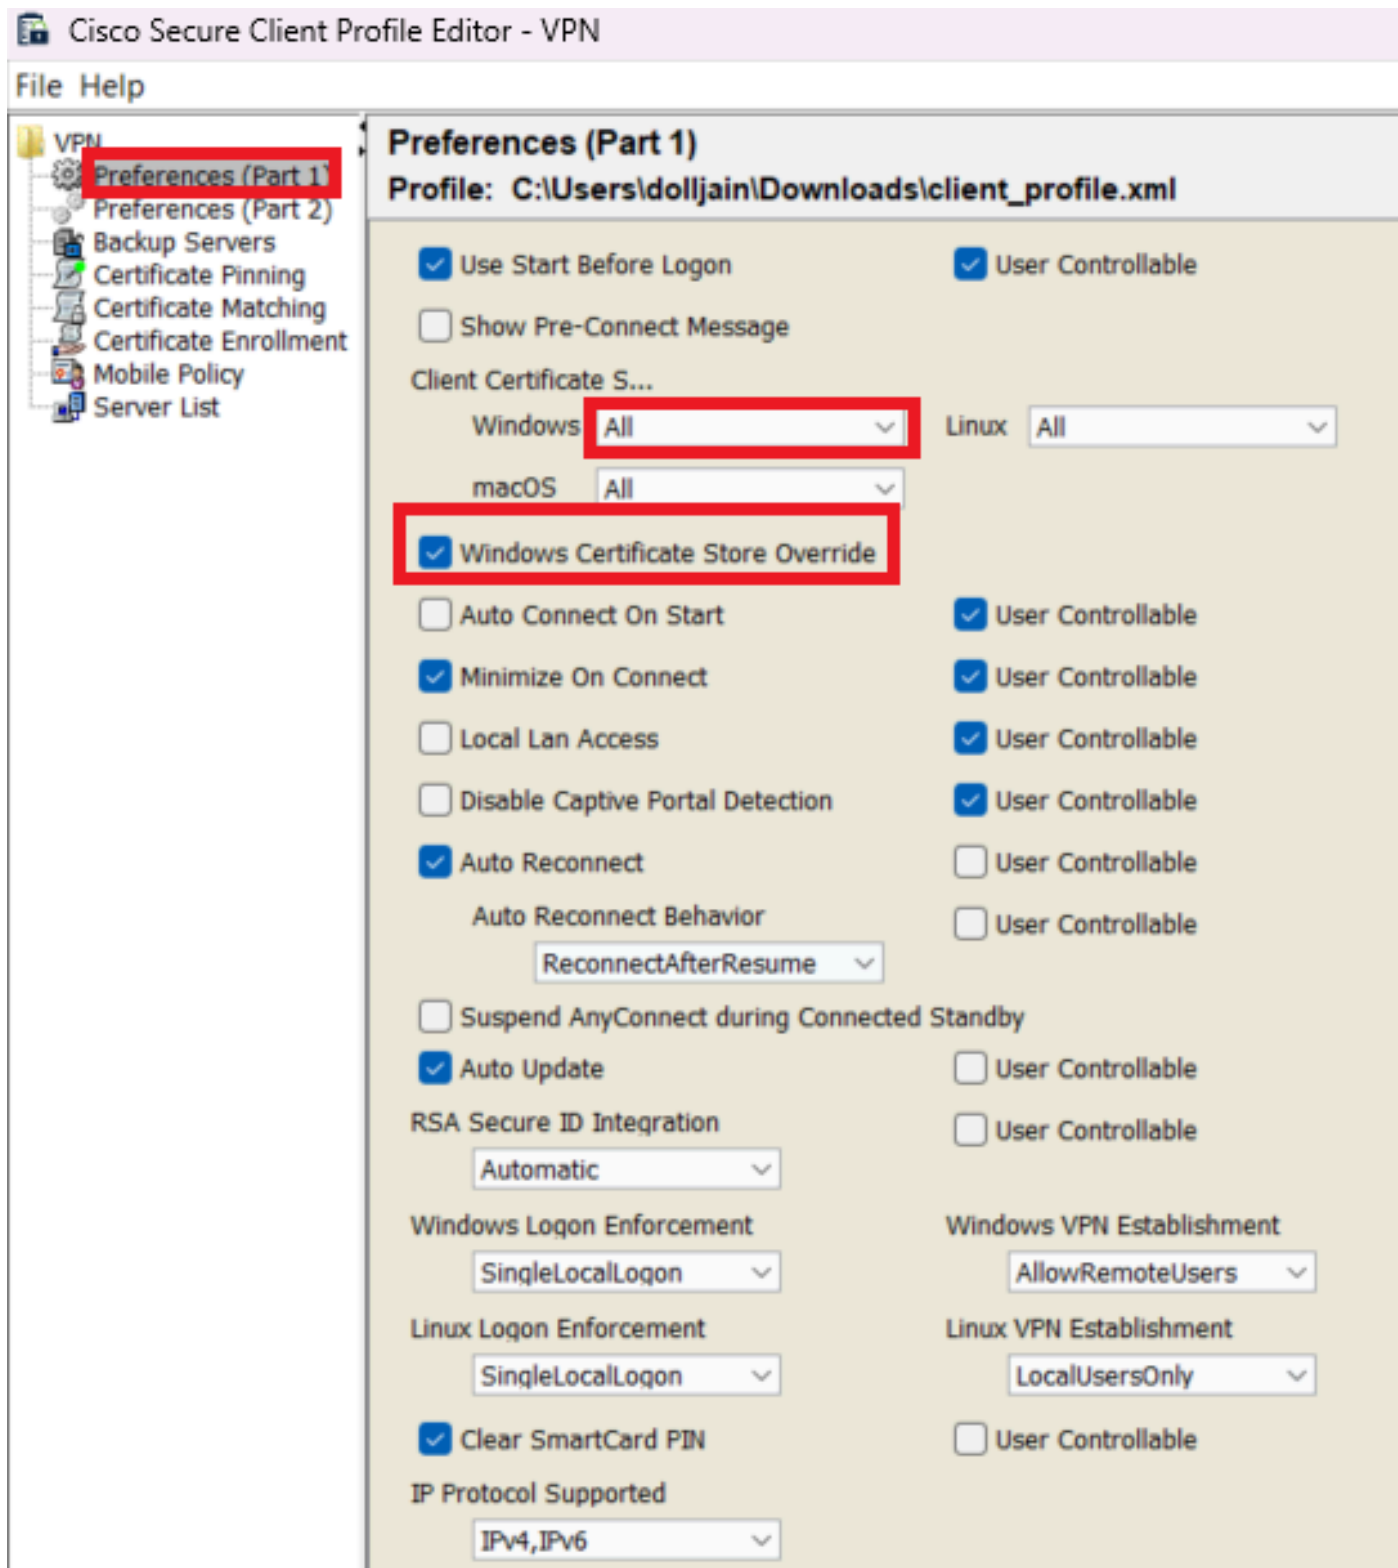 Cisco Secure Client Profile Editor - VPN
File Help
VPN
Preferences (Part 1)
Preferences (Part 2)
Backup Servers
Certificate Pinning
Certificate Matching
Certificate Enrollment
Mobile Policy
Server List
Preferences (Part 1)
Profile: C:\Users\dolljain\Downloads\client_profile.xml
Use Start Before Logon User Controllable
Show Pre-Connect Message
Client Certificate S...
Windows All Linux All
macOS All
Windows Certificate Store Override
Auto Connect On Start User Controllable
Minimize On Connect User Controllable
Local Lan Access User Controllable
Disable Captive Portal Detection User Controllable
Auto Reconnect User Controllable
Auto Reconnect Behavior User Controllable
ReconnectAfterResume
Suspend AnyConnect during Connected Standby
Auto Update User Controllable
RSA Secure ID Integration User Controllable
Automatic
Windows Logon Enforcement Windows VPN Establishment
SingleLocalLogon AllowRemoteUsers
Linux Logon Enforcement Linux VPN Establishment
SingleLocalLogon LocalUsersOnly
Clear SmartCard PIN User Controllable
IP Protocol Supported
IPv4,IPv6